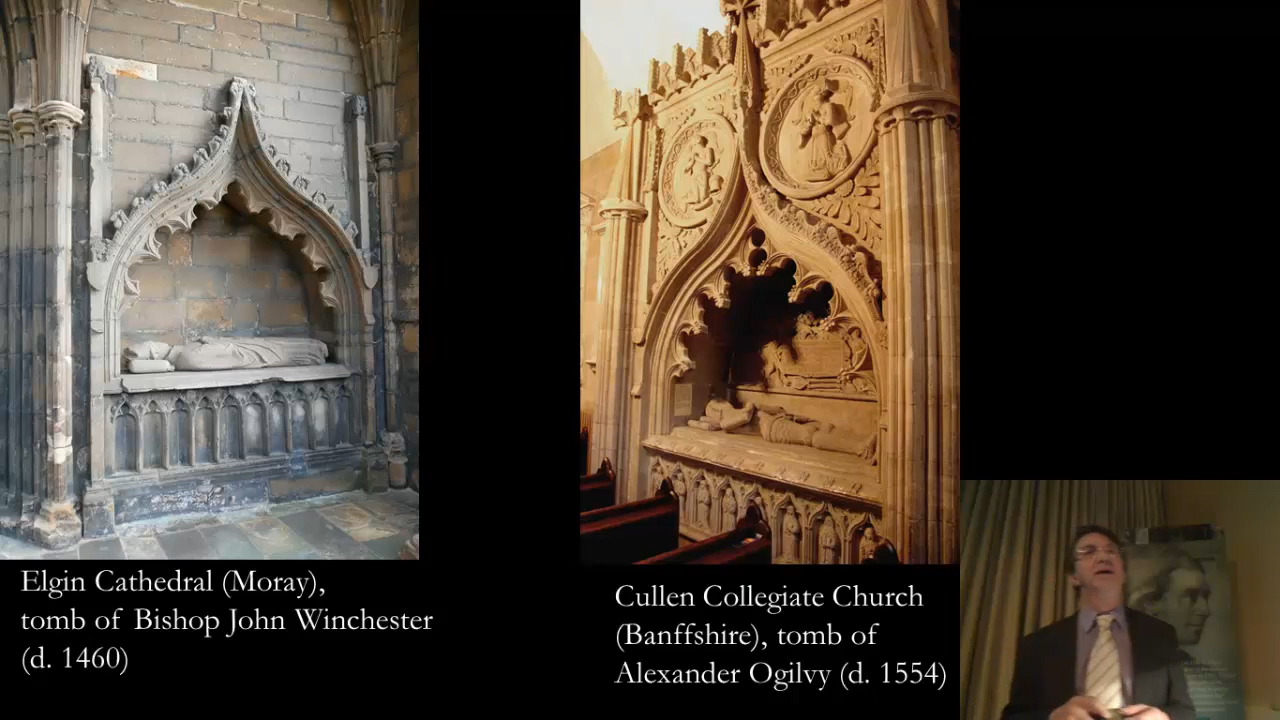 Elgin Cathedral (Moray),
tomb of Bishop John Winchester
(d. 1460)
Cullen Collegiate Church
(Banffshire), tomb of
Alexander Ogilvy (d. 1554)